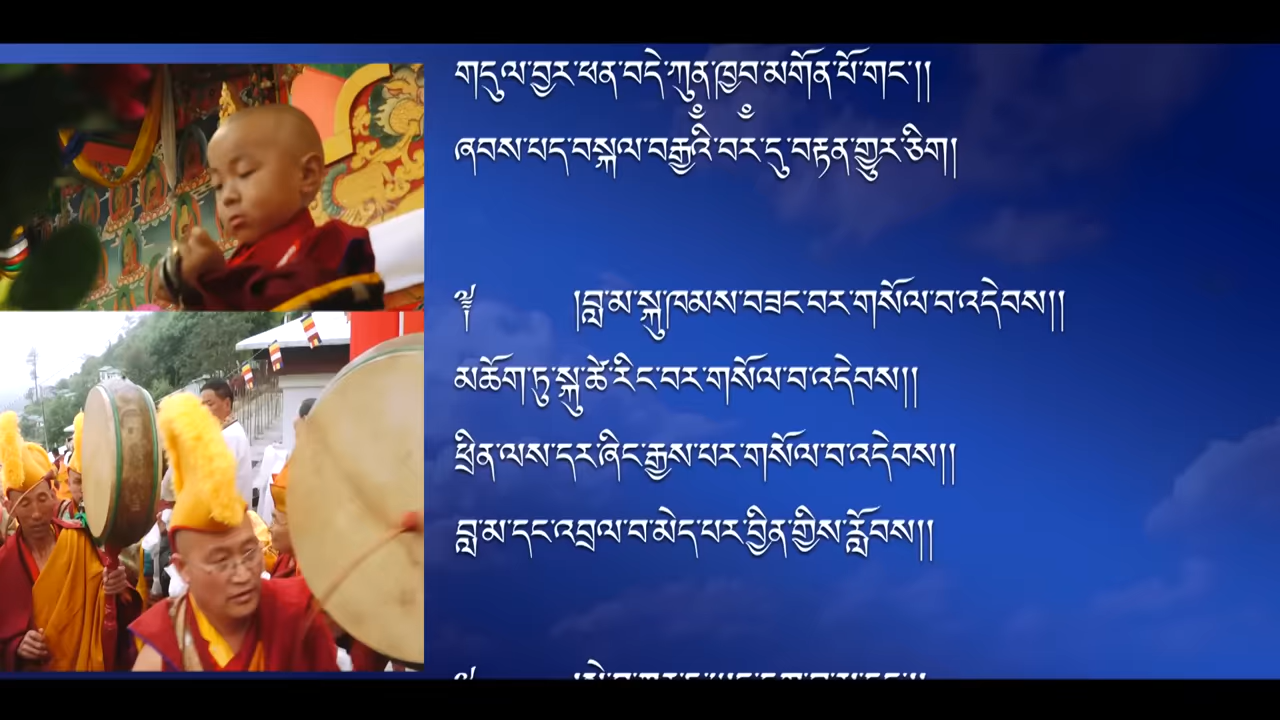 གདུལ་བྱར་ཕན་བདེ་ཀུན་ཁྱབ་མགོན་པོ་གང་།།
ཞབས་པད་བསྐལ་བརྒྱའི་བར་དུ་བརྟན་གྱུར་ཅིག།
༈ །བླ་མ་སྐུ་ཁམས་བཟང་བར་གསོལ་བ་འདེབས།།
མཆོག་ཏུ་སྐུ་ཚེ་རིང་བར་གསོལ་བ་འདེབས།།
ཕྲིན་ལས་དར་ཞིང་རྒྱས་པར་གསོལ་བ་འདེབས།།
བླ་མ་དང་འབྲལ་བ་མེད་པར་བྱིན་གྱིས་རློབས།།